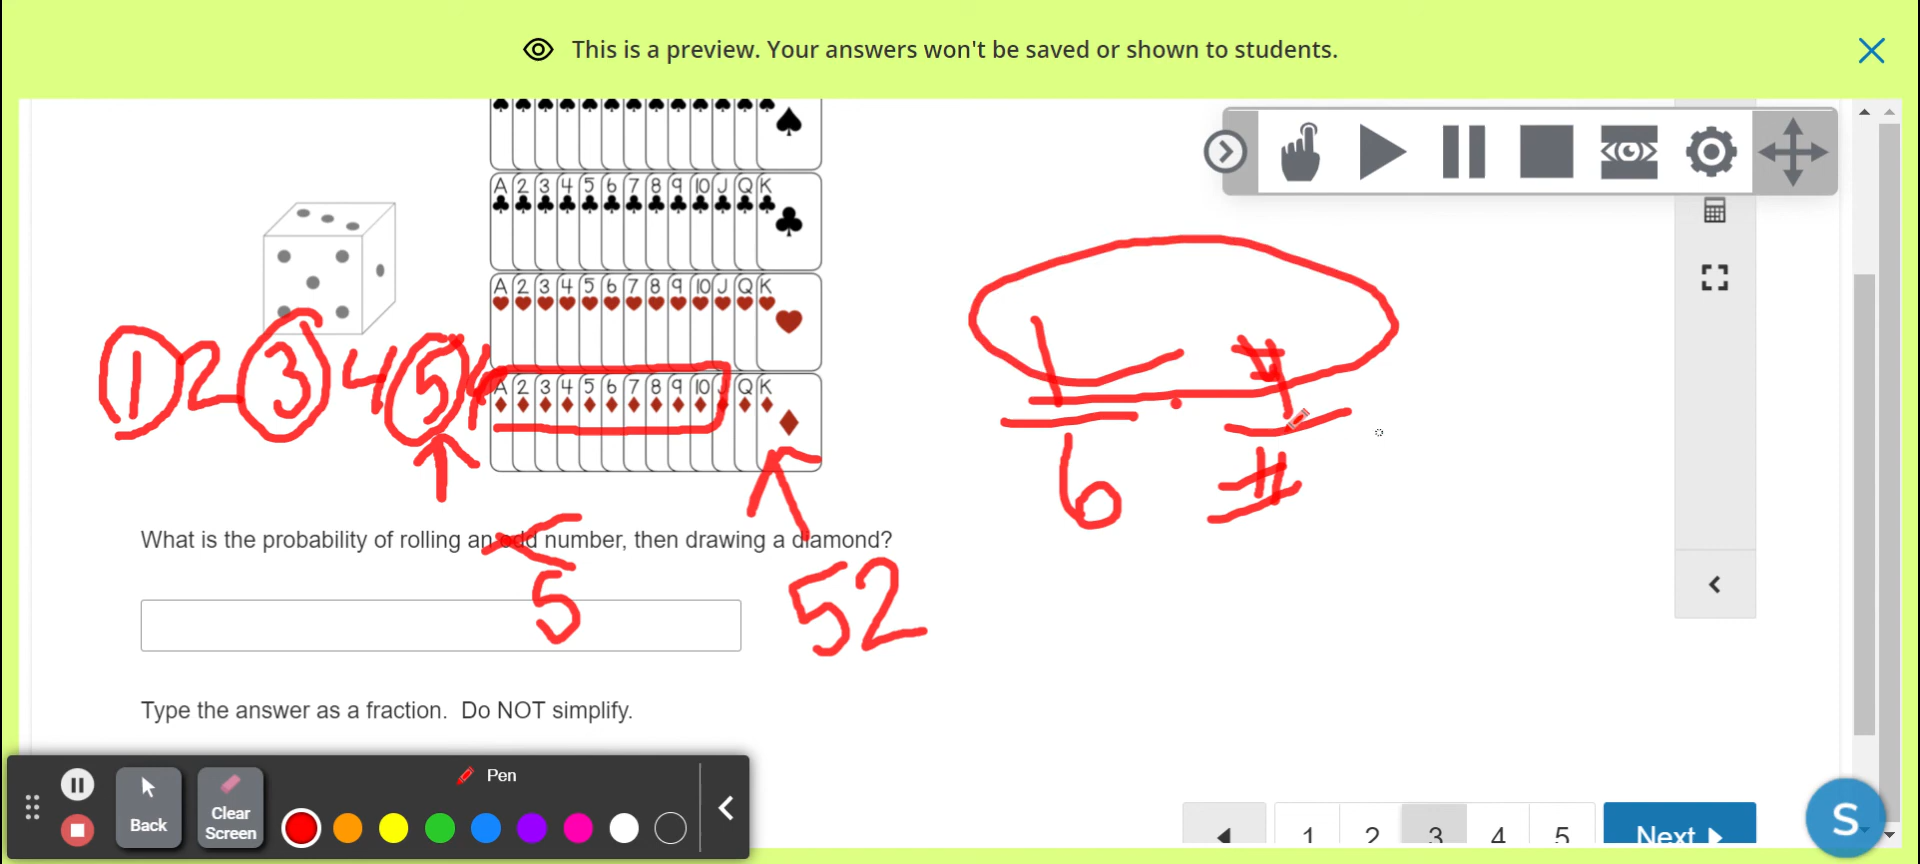 This is a preview. Your answers won't be saved or shown to students.
A 2 3 4 5 6 7 8 9 10 J Q K
A 2 3 4 5 6 7 8 9 10 J Q K
A 2 3 4 5 6 7 8 9 10 J Q K
1 2 3 4 5
6
What is the probability of rolling an odd number, then drawing a diamond?
5
52
Type the answer as a fraction. Do NOT simplify.
Pen
Back
Clear
Screen
1 2 3 4 5
Next
S